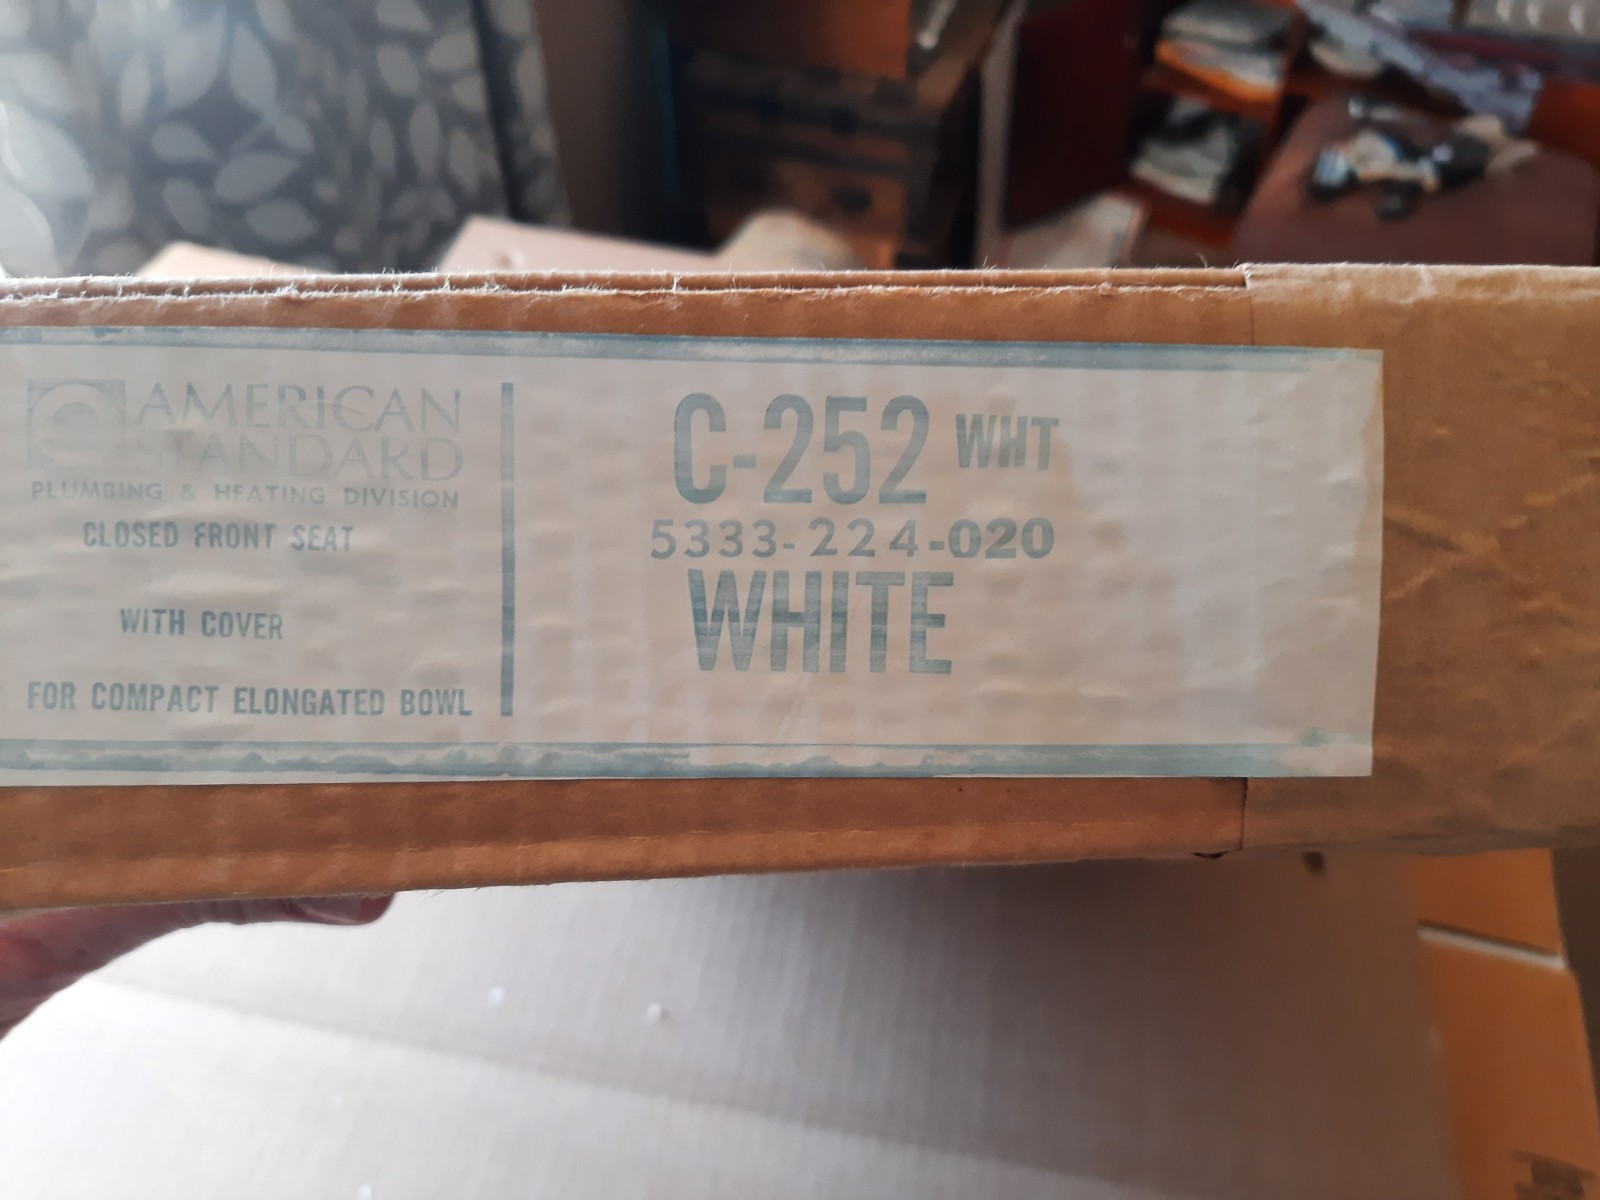 AMERICAN
STANDARD
PLUMBING & HEATING DIVISION
CLOSED FRONT SEAT
WITH COVER
FOR COMPACT ELONGATED BOWL
C-252 WHT
5333-224-020
WHITE